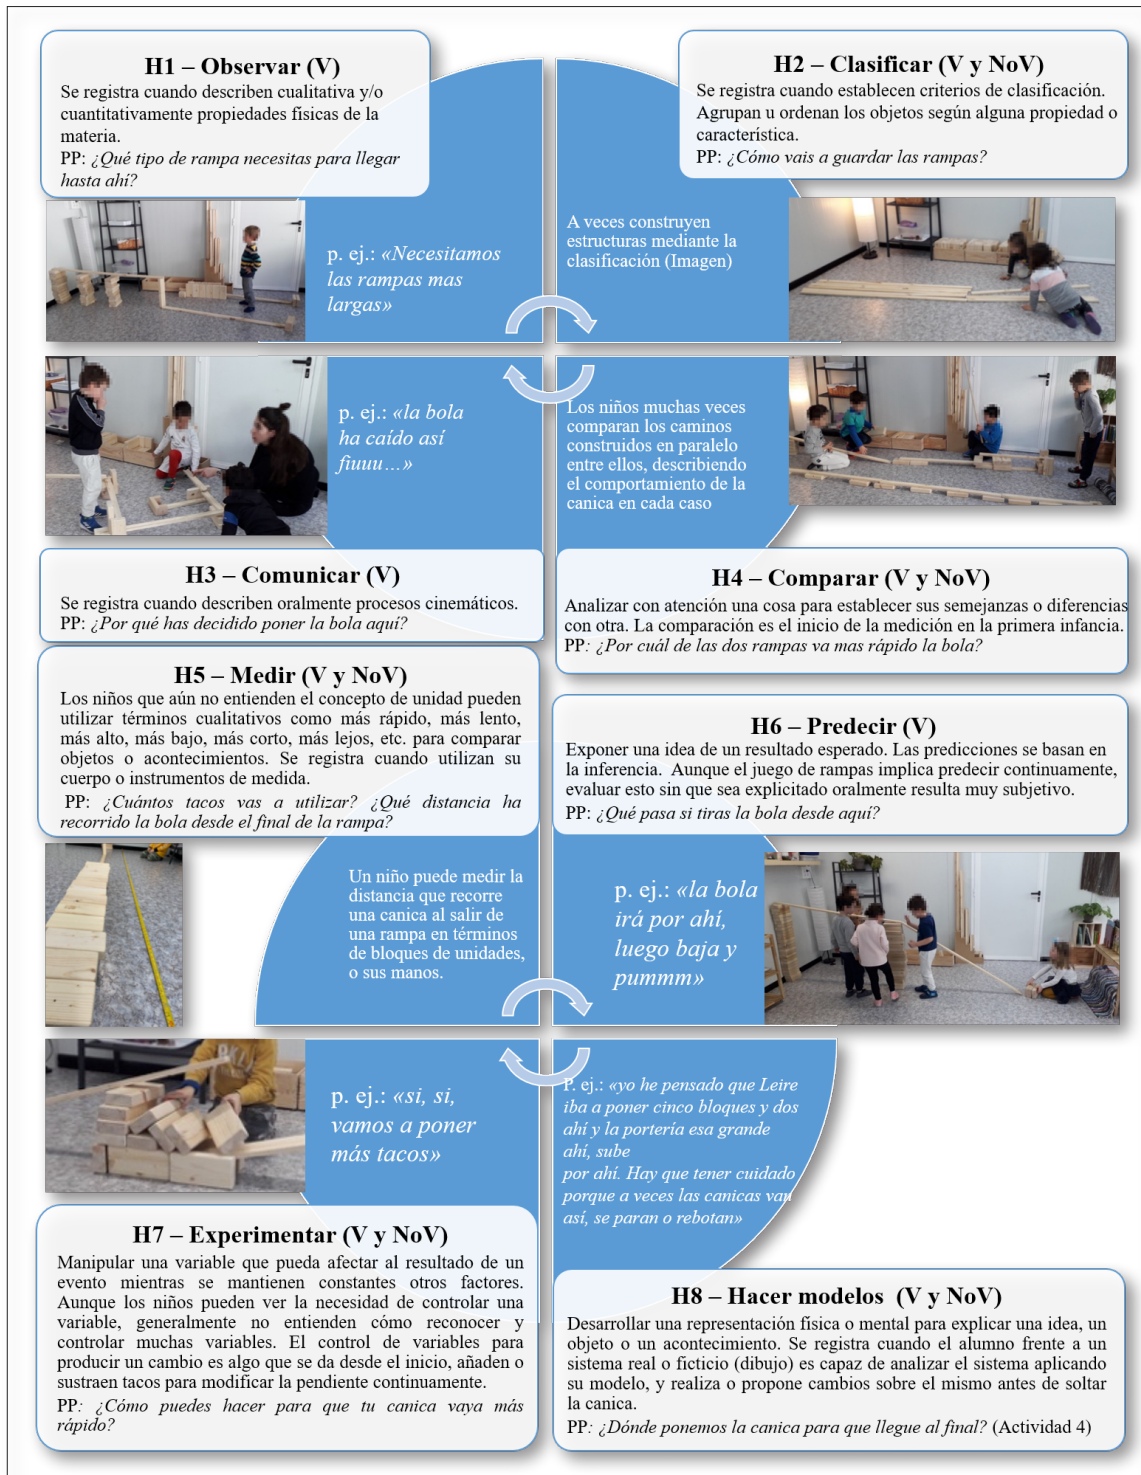 H1 – Observar (V)
Se registra cuando describen cualitativa y/o
cuantitativamente propiedades físicas de la
materia.
PP: ¿Qué tipo de rampa necesitas para llegar
hasta ahí?
H2 – Clasificar (V y NoV)
Se registra cuando establecen criterios de clasificación.
Agrupan u ordenan los objetos según alguna propiedad o
característica.
PP: ¿Cómo vais a guardar las rampas?
p. ej.: «Necesitamos
las rampas mas
largas»
A veces construyen
estructuras mediante la
clasificación (Imagen)
p. ej.: «la bola
ha caído así
fiuuu…»
Los niños muchas veces
comparan los caminos
construidos en paralelo
entre ellos, describiendo
el comportamiento de la
canica en cada caso
H3 – Comunicar (V)
Se registra cuando describen oralmente procesos cinemáticos.
PP: ¿Por qué has decidido poner la bola aquí?
H4 – Comparar (V y NoV)
Analizar con atención una cosa para establecer sus semejanzas o diferencias
con otra. La comparación es el inicio de la medición en la primera infancia.
PP: ¿Por cuál de las dos rampas va mas rápido la bola?
H5 – Medir (V y NoV)
Los niños que aún no entienden el concepto de unidad pueden
utilizar términos cualitativos como más rápido, más lento,
más alto, más bajo, más corto, más lejos, etc. para comparar
objetos o acontecimientos. Se registra cuando utilizan su
cuerpo o instrumentos de medida.
PP: ¿Cuántos tacos vas a utilizar? ¿Qué distancia ha
recorrido la bola desde el final de la rampa?
H6 – Predecir (V)
Exponer una idea de un resultado esperado. Las predicciones se basan en
la inferencia. Aunque el juego de rampas implica predecir continuamente,
evaluar esto sin que sea explicitado oralmente resulta muy subjetivo.
PP: ¿Qué pasa si tiras la bola desde aquí?
Un niño puede medir la
distancia que recorre
una canica al salir de
una rampa en términos
de bloques de unidades,
o sus manos.
p. ej.: «la bola
irá por ahí,
luego baja y
pummm»
p. ej.: «si, si,
vamos a poner
más tacos»
P. ej.: «yo he pensado que Leire
iba a poner cinco bloques y dos
ahí y la portería esa grande
ahí, sube
por ahí. Hay que tener cuidado
porque a veces las canicas van
así, se paran o rebotan»
H7 – Experimentar (V y NoV)
Manipular una variable que pueda afectar al resultado de un
evento mientras se mantienen constantes otros factores.
Aunque los niños pueden ver la necesidad de controlar una
variable, generalmente no entienden cómo reconocer y
controlar muchas variables. El control de variables para
producir un cambio es algo que se da desde el inicio, añaden o
sustraen tacos para modificar la pendiente continuamente.
PP: ¿Cómo puedes hacer para que tu canica vaya más
rápido?
H8 – Hacer modelos (V y NoV)
Desarrollar una representación física o mental para explicar una idea, un
objeto o un acontecimiento. Se registra cuando el alumno frente a un
sistema real o ficticio (dibujo) es capaz de analizar el sistema aplicando
su modelo, y realiza o propone cambios sobre el mismo antes de soltar
la canica.
PP: ¿Dónde ponemos la canica para que llegue al final? (Actividad 4)